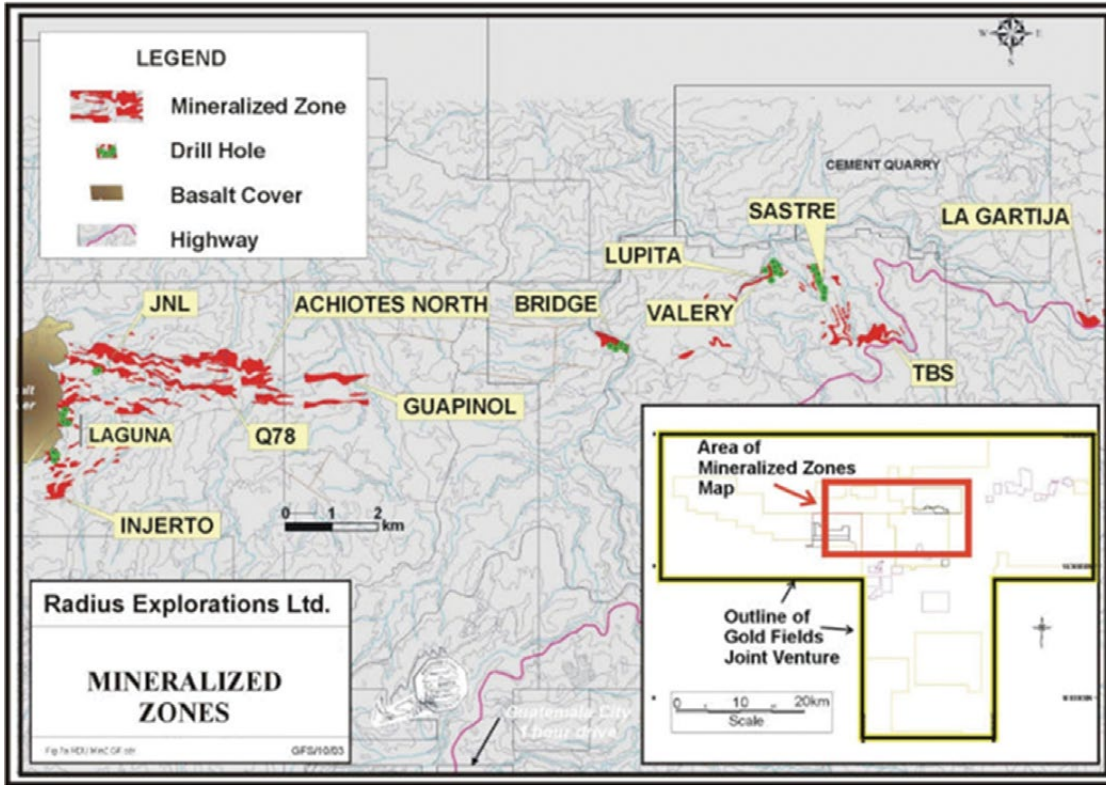 LEGEND
Mineralized Zone
Drill Hole
Basalt Cover
Highway
W E
S
CEMENT QUARRY
SASTRE
LA GARTIJA
LUPITA
JNL
ACHIOTES NORTH
BRIDGE
VALERY
TBS
GUAPINOL
LAGUNA
Q78
INJERTO
0 1 2
km
Area of
Mineralized Zones
Map
Outline of
Gold Fields
Joint Venture
0 10 20km
Scale
Radius Explorations Ltd.
MINERALIZED
ZONES
GFS/10/03
Guatemala City
1 hour drive